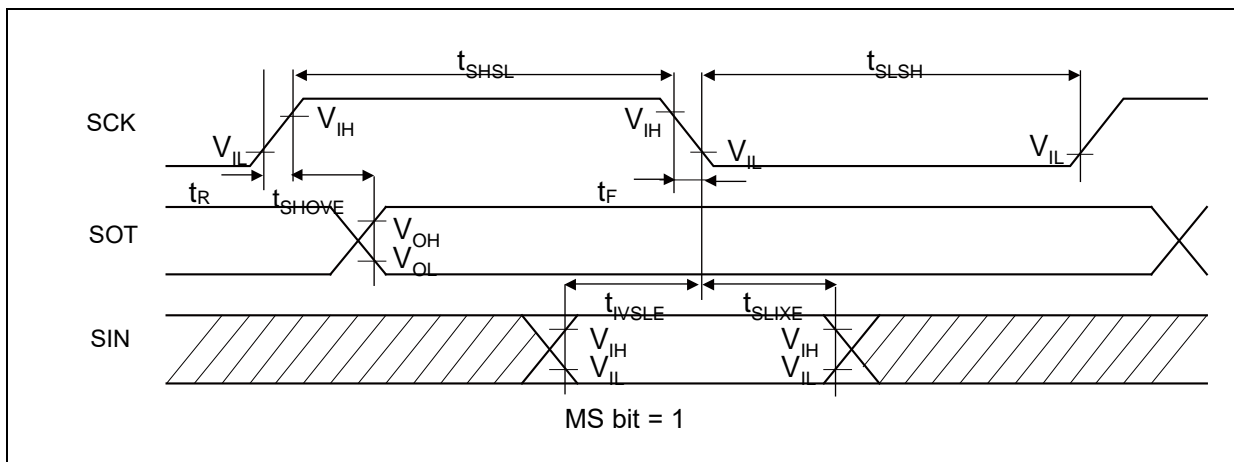 tSHSL tSLSH
SCK VIH VIH
VIL VIL VIL
tR tSHOVE tF
SOT VOH
VOL
tIVSLE tSLIXE
SIN VIH VIH
VIL VIL
MS bit = 1